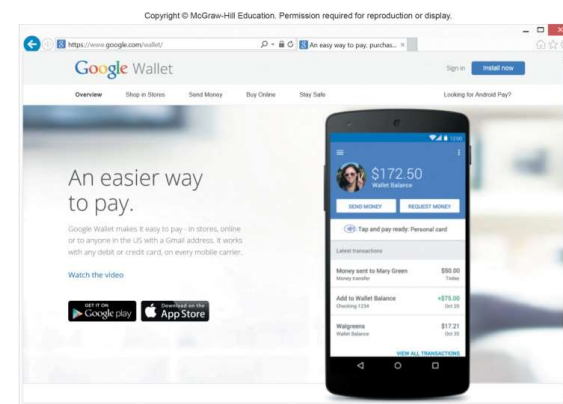 Copyright © McGraw-Hill Education. Permission required for reproduction or display.
https://www.google.com/wallet/
An easy way to pay, purchas...
Google Wallet
Sign in
Install now
Overview Shop in Stores Send Money Buy Online Stay Safe Looking for Android Pay?
An easier way
to pay.
Google Wallet makes it easy to pay - in stores, online
or to anyone in the US with a Gmail address. It works
with any debit or credit card, on every mobile carrier.
Watch the video
GET IT ON
Google play
Download on the
App Store
12:00
$172.50
Wallet Balance
SEND MONEY REQUEST MONEY
Tap and pay ready: Personal card
Latest transactions
Money sent to Mary Green $50.00
Money transfer Today
Add to Wallet Balance +$75.00
Checking 1234 Oct 20
Walgreens $17.21
Wallet Balance Oct 20
VIEW ALL TRANSACTIONS